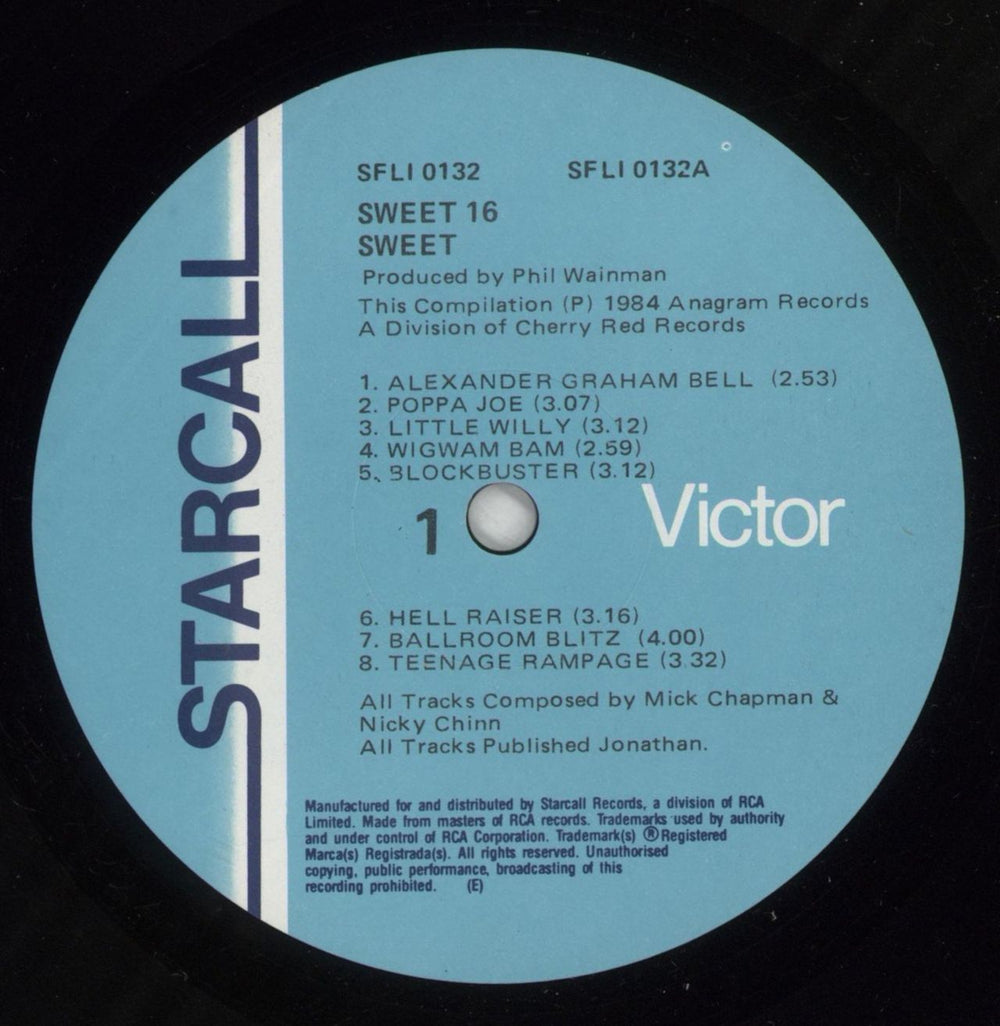 STARCALL
SFLI 0132 SFLI 0132A
SWEET 16
SWEET
Produced by Phil Wainman
This Compilation (P) 1984 Anagram Records
A Division of Cherry Red Records
1. ALEXANDER GRAHAM BELL (2.53)
2. POPPA JOE (3.07)
3. LITTLE WILLY (3.12)
4. WIGWAM BAM (2.59)
5. BLOCKBUSTER (3.12)
1
Victor
6. HELL RAISER (3.16)
7. BALLROOM BLITZ (4.00)
8. TEENAGE RAMPAGE (3.32)
All Tracks Composed by Mick Chapman &
Nicky Chinn
All Tracks Published Jonathan.
Manufactured for and distributed by Starcall Records, a division of RCA
Limited. Made from masters of RCA records. Trademarks used by authority
and under control of RCA Corporation. Trademark(s) ® Registered
Marca(s) Registrada(s). All rights reserved. Unauthorised
copying, public performance, broadcasting of this
recording prohibited. (E)